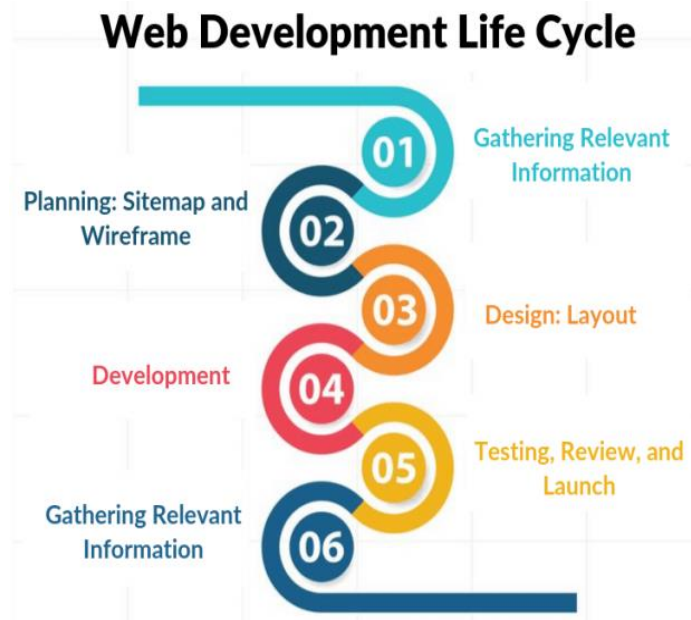 Web Development Life Cycle
01
Gathering Relevant
Information
Planning: Sitemap and
Wireframe
02
03
Design: Layout
Development
04
05
Testing, Review, and
Launch
Gathering Relevant
Information
06